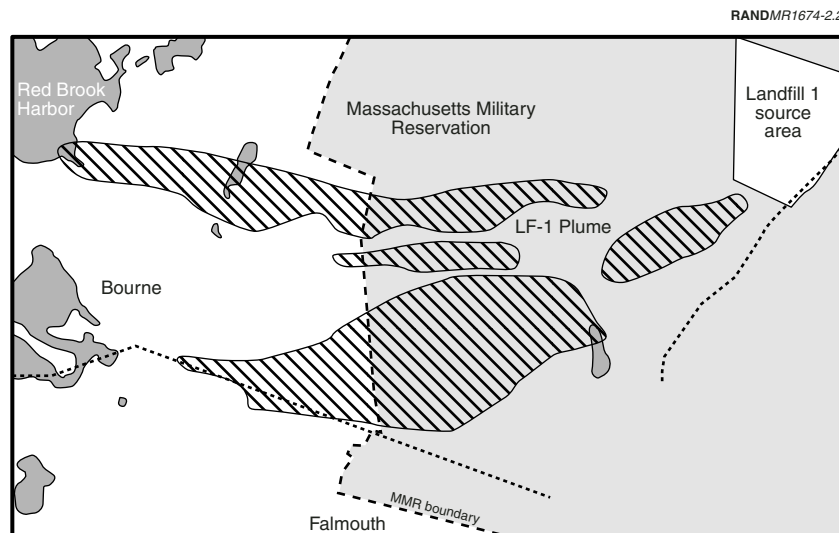 RANDMR1674-2.2
Red Brook
Harbor
Massachusetts Military
Reservation
Landfill 1
source
area
LF-1 Plume
Bourne
MMR boundary
Falmouth